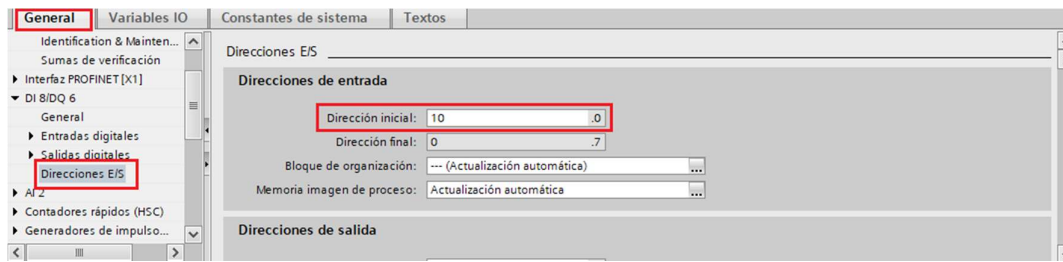 General Variables IO Constantes de sistema Textos
Identification & Mainten...
Sumas de verificación
Interfaz PROFINET [X1]
DI 8/DQ 6
General
Entradas digitales
Salidas digitales
Direcciones E/S
AI 2
Contadores rápidos (HSC)
Generadores de impulso...
Direcciones E/S
Direcciones de entrada
Dirección inicial: 10 .0
Dirección final: 0 .7
Bloque de organización: --- (Actualización automática) ...
Memoria imagen de proceso: Actualización automática ...
Direcciones de salida